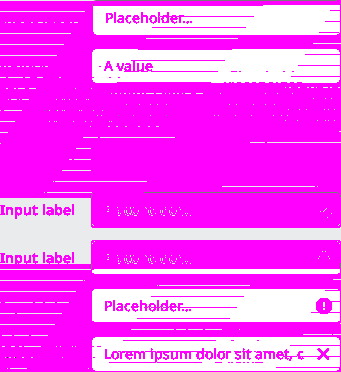 Placeholder...
A value
Input label
Input label
Placeholder...
Lorem ipsum dolor sit amet, c